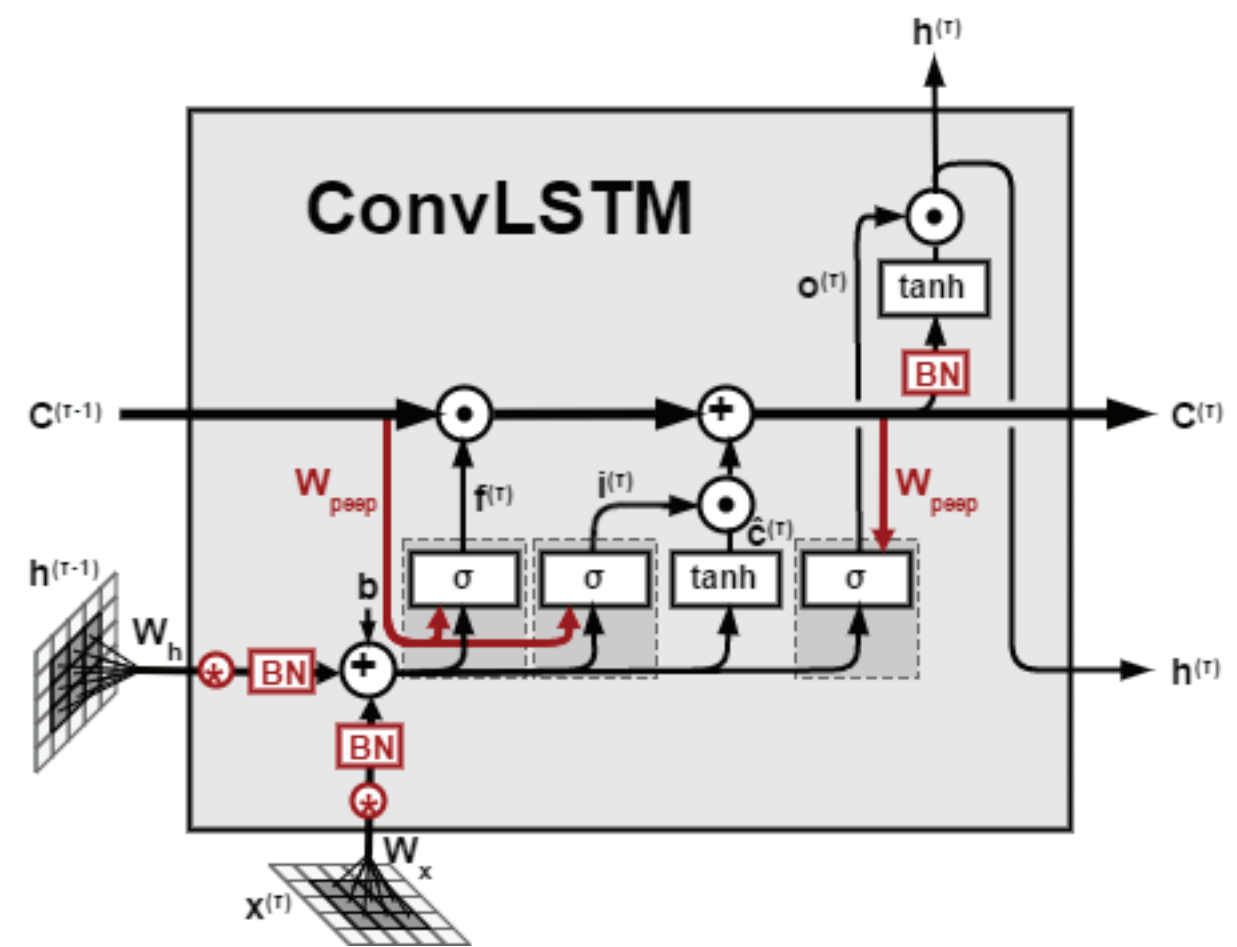 h(τ)
ConvLSTM
o(τ)
tanh
BN
C(τ-1)
+
C(τ)
Wpeep
f(τ)
i(τ)
Wpeep
ĉ(τ)
h(τ-1)
b
σ
σ
tanh
σ
Wh
*
BN
+
h(τ)
BN
*
Wx
x(τ)